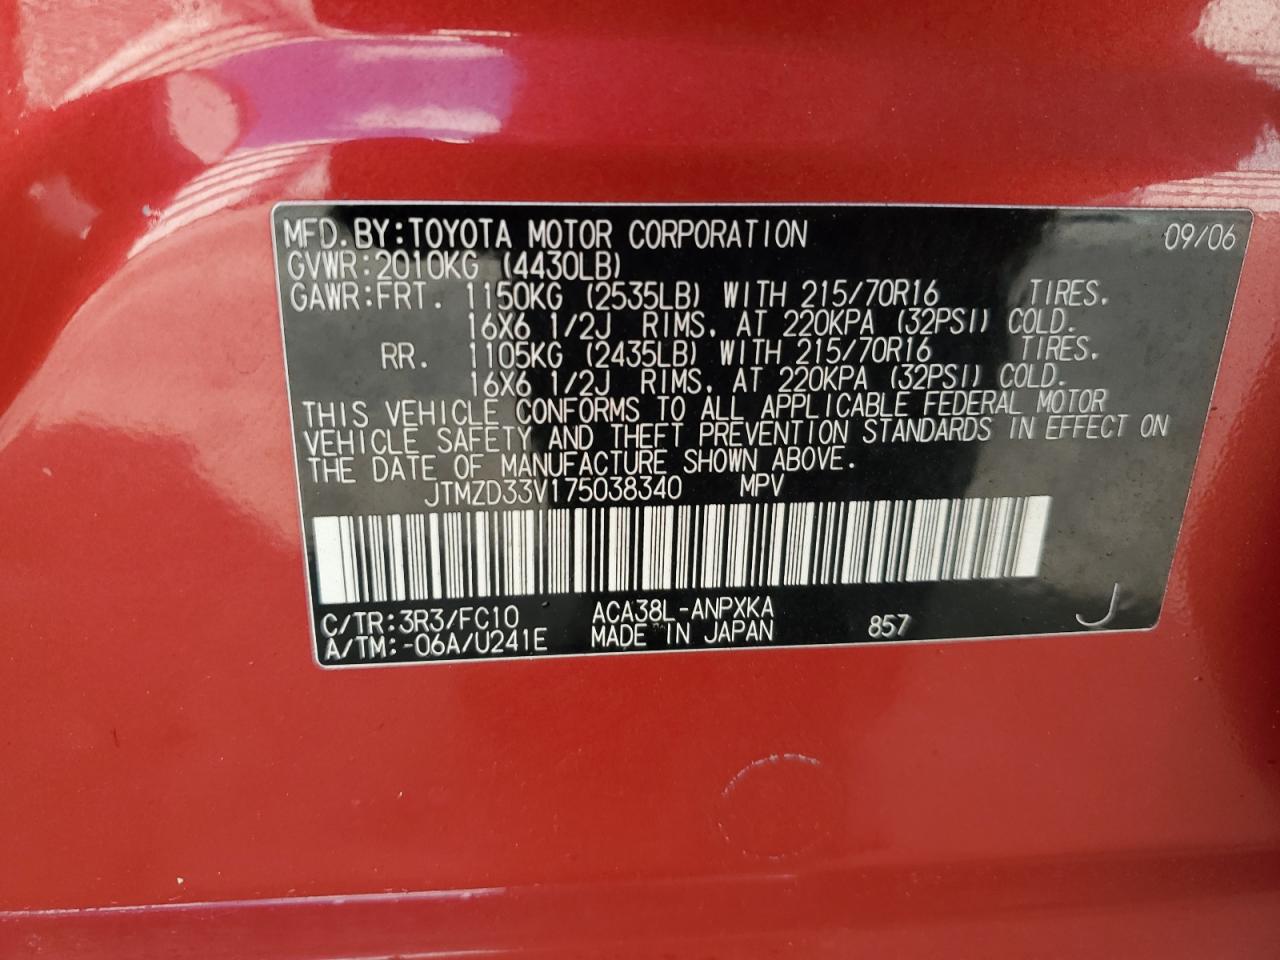 MFD. BY: TOYOTA MOTOR CORPORATION 09/06
GVWR: 2010KG (4430LB)
GAWR: FRT. 1150KG (2535LB) WITH 215/70R16 TIRES.
16X6 1/2J RIMS. AT 220KPA (32PSI) COLD.
RR. 1105KG (2435LB) WITH 215/70R16 TIRES.
16X6 1/2J RIMS. AT 220KPA (32PSI) COLD.
THIS VEHICLE CONFORMS TO ALL APPLICABLE FEDERAL MOTOR
VEHICLE SAFETY AND THEFT PREVENTION STANDARDS IN EFFECT ON
THE DATE OF MANUFACTURE SHOWN ABOVE.
JTMZD33V175038340 MPV
C/TR: 3R3/FC10 ACA38L-ANPXKA
A/TM: -06A/U241E MADE IN JAPAN 857 J